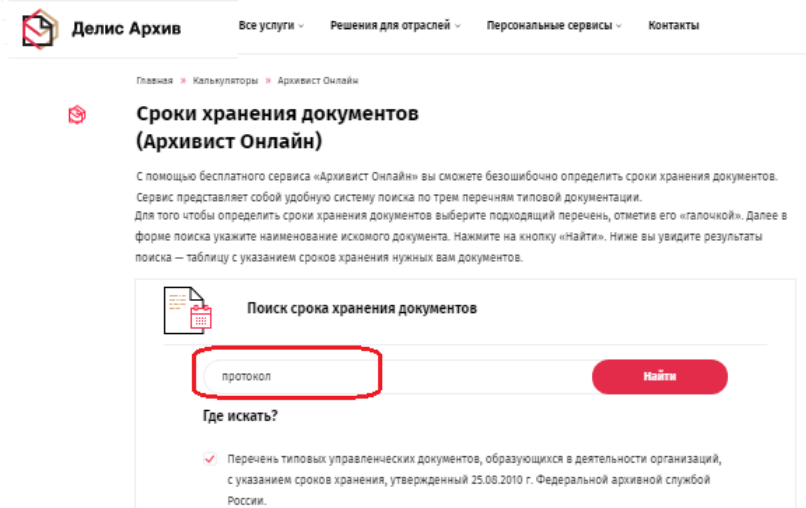 Делис Архив
Все услуги
Решения для отраслей
Персональные сервисы
Контакты
Главная » Калькуляторы » Архивист Онлайн
Сроки хранения документов
(Архивист Онлайн)
С помощью бесплатного сервиса «Архивист Онлайн» вы сможете безошибочно определить сроки хранения документов.
Сервис представляет собой удобную систему поиска по трем перечням типовой документации.
Для того чтобы определить сроки хранения документов выберите подходящий перечень, отметив его «галочкой». Далее в
форме поиска укажите наименование искомого документа. Нажмите на кнопку «Найти». Ниже вы увидите результаты
поиска — таблицу с указанием сроков хранения нужных вам документов.
Поиск срока хранения документов
протокол
Найти
Где искать?
Перечень типовых управленческих документов, образующихся в деятельности организаций,
с указанием сроков хранения, утвержденный 25.08.2010 г. Федеральной архивной службой
России.